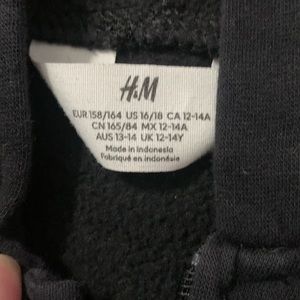 H&M
EUR 158/164 US 16/18 CA 12-14A
CN 165/84 MX 12-14A
AUS 13-14 UK 12-14Y
Made in Indonesia
Fabriqué en indonésie